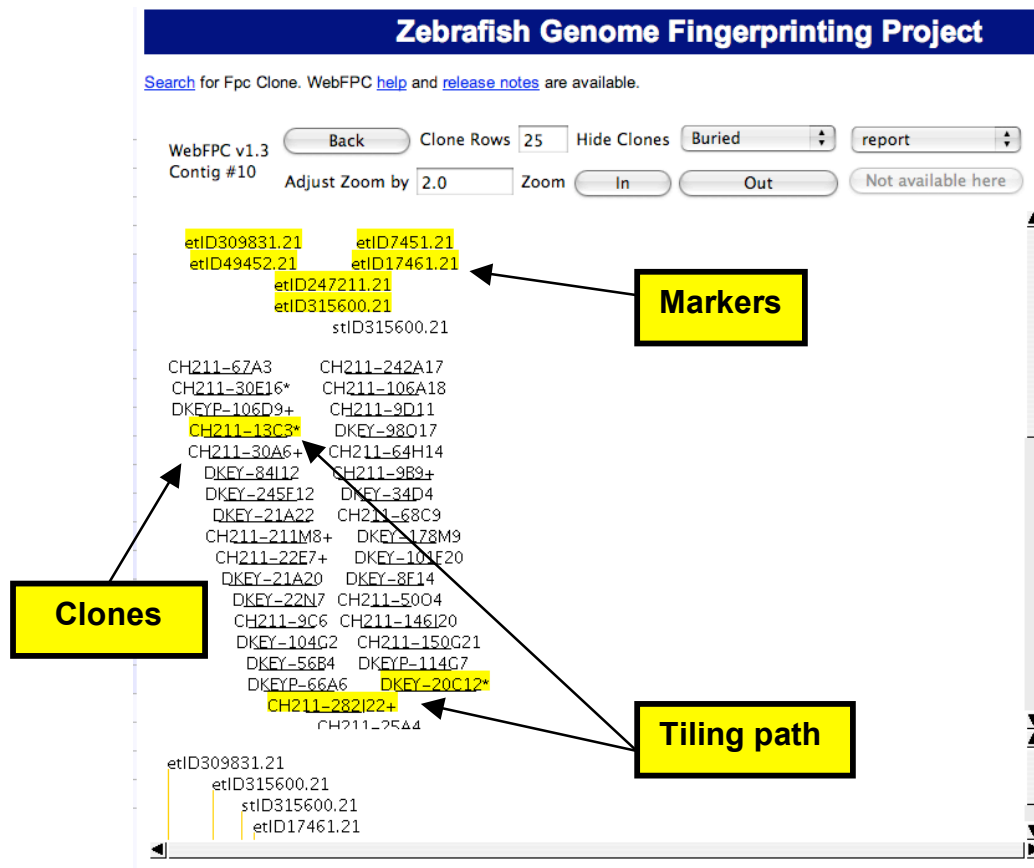 Zebrafish Genome Fingerprinting Project
Search for Fpc Clone. WebFPC help and release notes are available.
WebFPC v1.3
Contig #10
Back Clone Rows 25 Hide Clones Buried report
Adjust Zoom by 2.0 Zoom In Out Not available here
etID309831.21 etID7451.21
etID49452.21 etID17461.21
etID247211.21
etID315600.21
stID315600.21
Markers
CH211-67A3 CH211-242A17
CH211-30E16* CH211-106A18
DKEYP-106D9+ CH211-9D11
CH211-13C3* DKEY-98O17
CH211-30A6+ CH211-64H14
DKEY-84I12 CH211-9B9+
DKEY-245F12 DKEY-34D4
DKEY-21A22 CH211-68C9
CH211-211M8+ DKEY-178M9
CH211-22E7+ DKEY-101F20
DKEY-21A20 DKEY-8F14
DKEY-22N7 CH211-50O4
CH211-9C6 CH211-146J20
DKEY-104G2 CH211-150G21
DKEY-56B4 DKEYP-114G7
DKEYP-66A6 DKEY-20C12*
CH211-282J22+
CH211-25A4
Clones
Tiling path
etID309831.21
etID315600.21
stID315600.21
etID17461.21